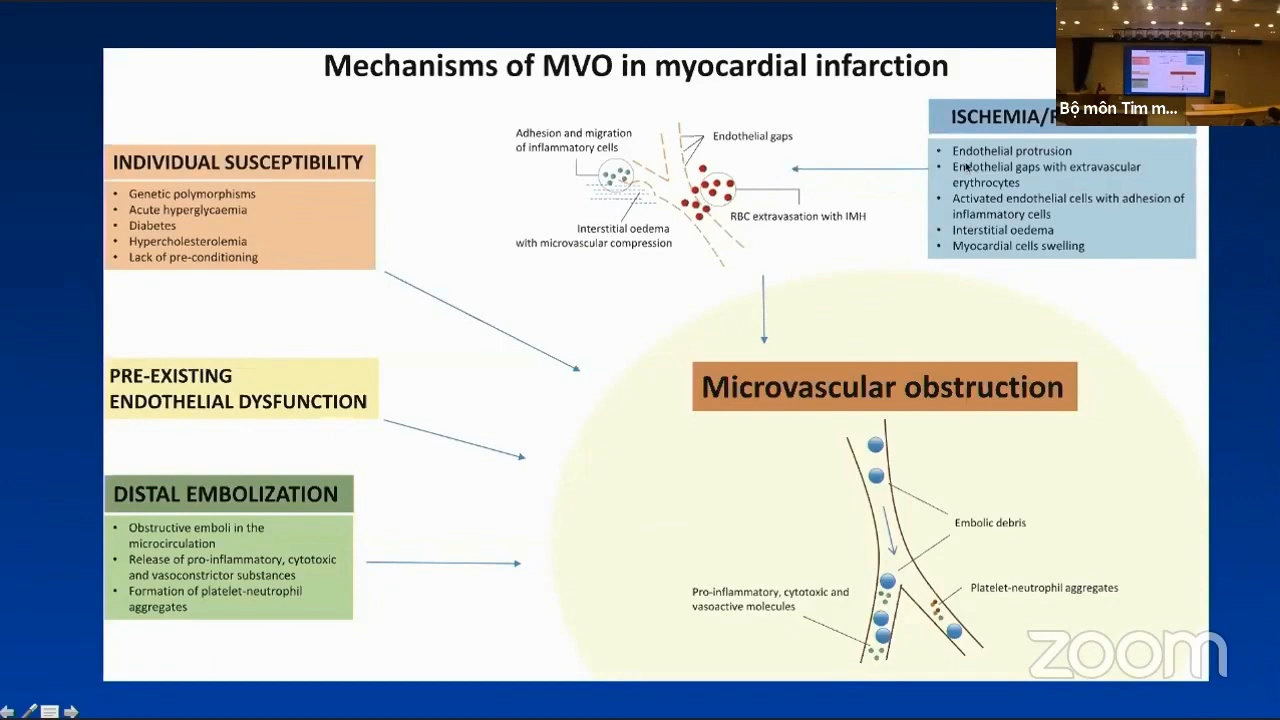 Mechanisms of MVO in myocardial infarction
Bộ môn Tim m...
INDIVIDUAL SUSCEPTIBILITY
• Genetic polymorphisms
• Acute hyperglycaemia
• Diabetes
• Hypercholesterolemia
• Lack of pre-conditioning
Adhesion and migration
of inflammatory cells
Endothelial gaps
RBC extravasation with IMH
Interstitial oedema
with microvascular compression
ISCHEMIA/
• Endothelial protrusion
• Endothelial gaps with extravascular
erythrocytes
• Activated endothelial cells with adhesion of
inflammatory cells
• Interstitial oedema
• Myocardial cells swelling
PRE-EXISTING
ENDOTHELIAL DYSFUNCTION
Microvascular obstruction
DISTAL EMBOLIZATION
• Obstructive emboli in the
microcirculation
• Release of pro-inflammatory, cytotoxic
and vasoconstrictor substances
• Formation of platelet-neutrophil
aggregates
Embolic debris
Pro-inflammatory, cytotoxic and
vasoactive molecules
Platelet-neutrophil aggregates
zoom